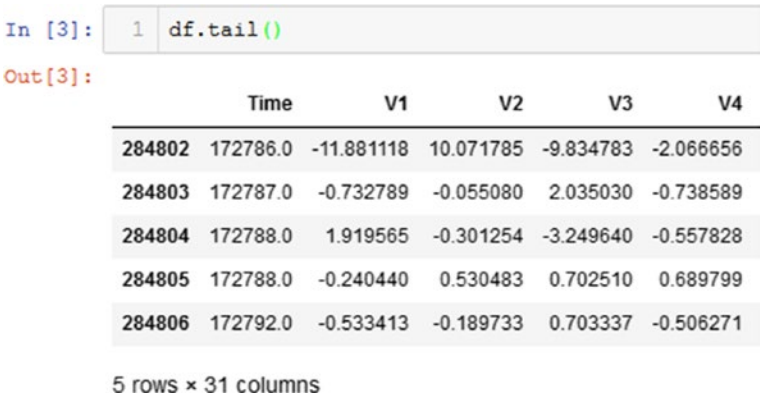 In [3]: 1 df.tail()
Out[3]:
Time V1 V2 V3 V4
284802 172786.0 -11.881118 10.071785 -9.834783 -2.066656
284803 172787.0 -0.732789 -0.055080 2.035030 -0.738589
284804 172788.0 1.919565 -0.301254 -3.249640 -0.557828
284805 172788.0 -0.240440 0.530483 0.702510 0.689799
284806 172792.0 -0.533413 -0.189733 0.703337 -0.506271
5 rows × 31 columns